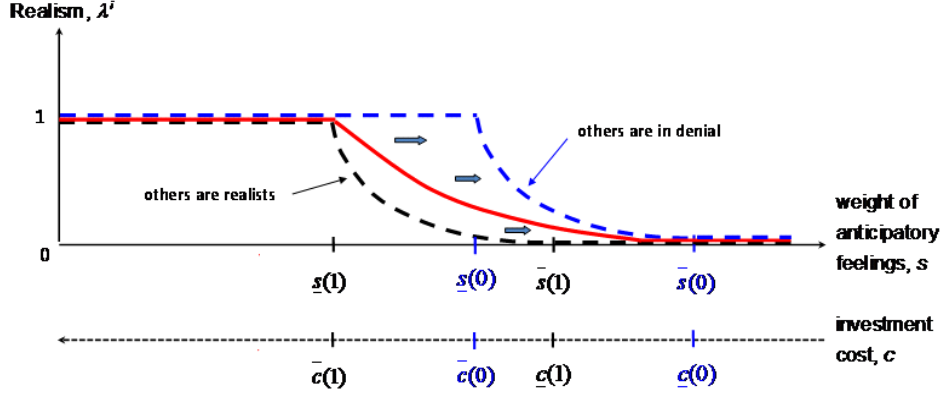 Realism, λⁱ
1
others are in denial
others are realists
weight of
anticipatory
feelings, s
0
s̲(1) s̲(0) s̄(1) s̄(0)
investment
cost, c
c̄(1) c̄(0) c̲(1) c̲(0)